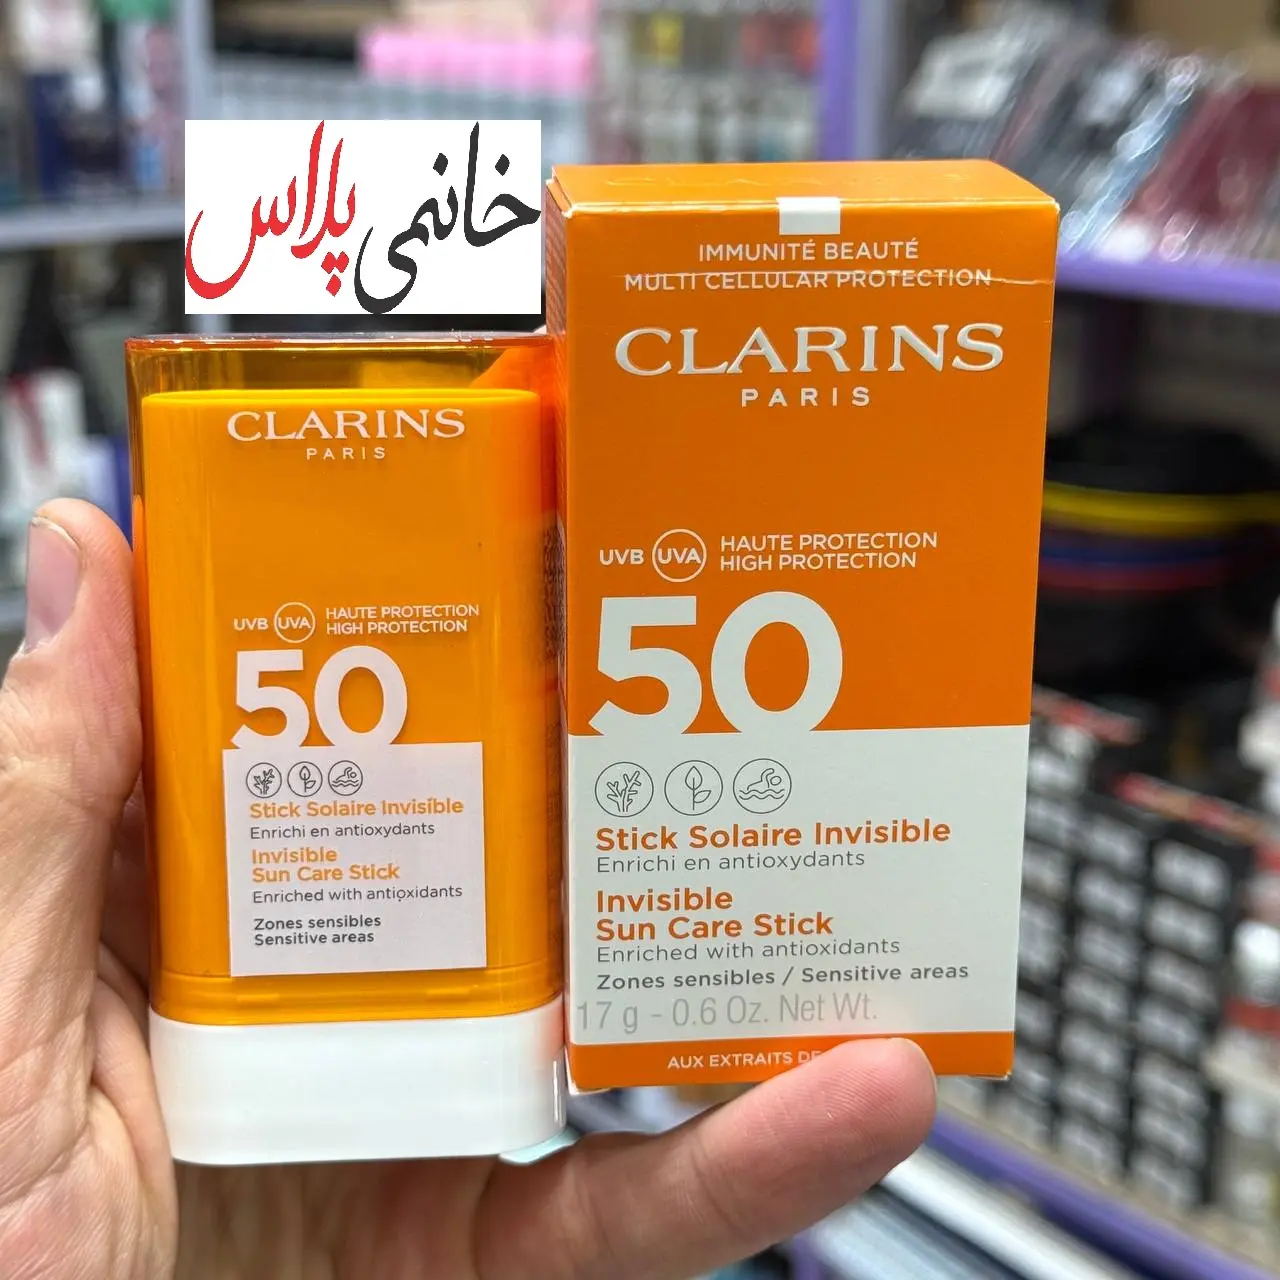 خانمی پلاس
CLARINS
PARIS
UVB UVA HAUTE PROTECTION
HIGH PROTECTION
50
Stick Solaire Invisible
Enrichi en antioxydants
Invisible
Sun Care Stick
Enriched with antioxidants
Zones sensibles
Sensitive areas
IMMUNITÉ BEAUTÉ
MULTI CELLULAR PROTECTION
CLARINS
PARIS
UVB UVA HAUTE PROTECTION
HIGH PROTECTION
50
Stick Solaire Invisible
Enrichi en antioxydants
Invisible
Sun Care Stick
Enriched with antioxidants
Zones sensibles / Sensitive areas
17 g - 0.6 Oz. Net Wt.
AUX EXTRAITS DE